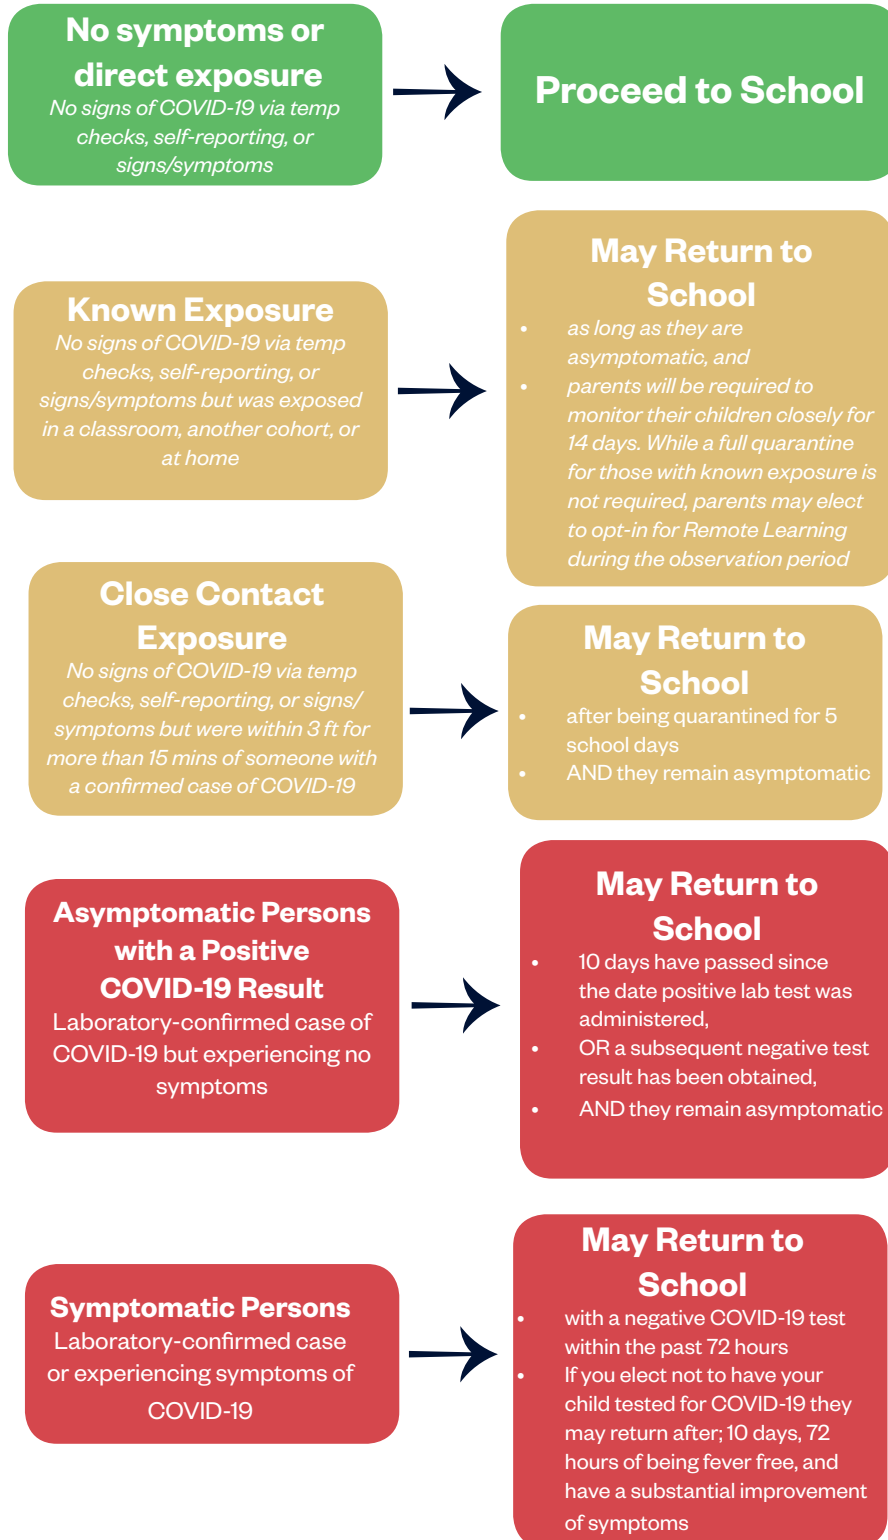 No symptoms or
direct exposure
No signs of COVID-19 via temp
checks, self-reporting, or
signs/symptoms
Proceed to School
Known Exposure
No signs of COVID-19 via temp
checks, self-reporting, or
signs/symptoms but was exposed
in a classroom, another cohort, or
at home
May Return to
School
• as long as they are
asymptomatic, and
• parents will be required to
monitor their children closely for
14 days. While a full quarantine
for those with known exposure is
not required, parents may elect
to opt-in for Remote Learning
during the observation period
Close Contact
Exposure
No signs of COVID-19 via temp
checks, self-reporting, or signs/
symptoms but were within 3 ft for
more than 15 mins of someone with
a confirmed case of COVID-19
May Return to
School
• after being quarantined for 5
school days
• AND they remain asymptomatic
Asymptomatic Persons
with a Positive
COVID-19 Result
Laboratory-confirmed case of
COVID-19 but experiencing no
symptoms
May Return to
School
• 10 days have passed since
the date positive lab test was
administered,
• OR a subsequent negative test
result has been obtained,
• AND they remain asymptomatic
Symptomatic Persons
Laboratory-confirmed case
or experiencing symptoms of
COVID-19
May Return to
School
• with a negative COVID-19 test
within the past 72 hours
• If you elect not to have your
child tested for COVID-19 they
may return after; 10 days, 72
hours of being fever free, and
have a substantial improvement
of symptoms